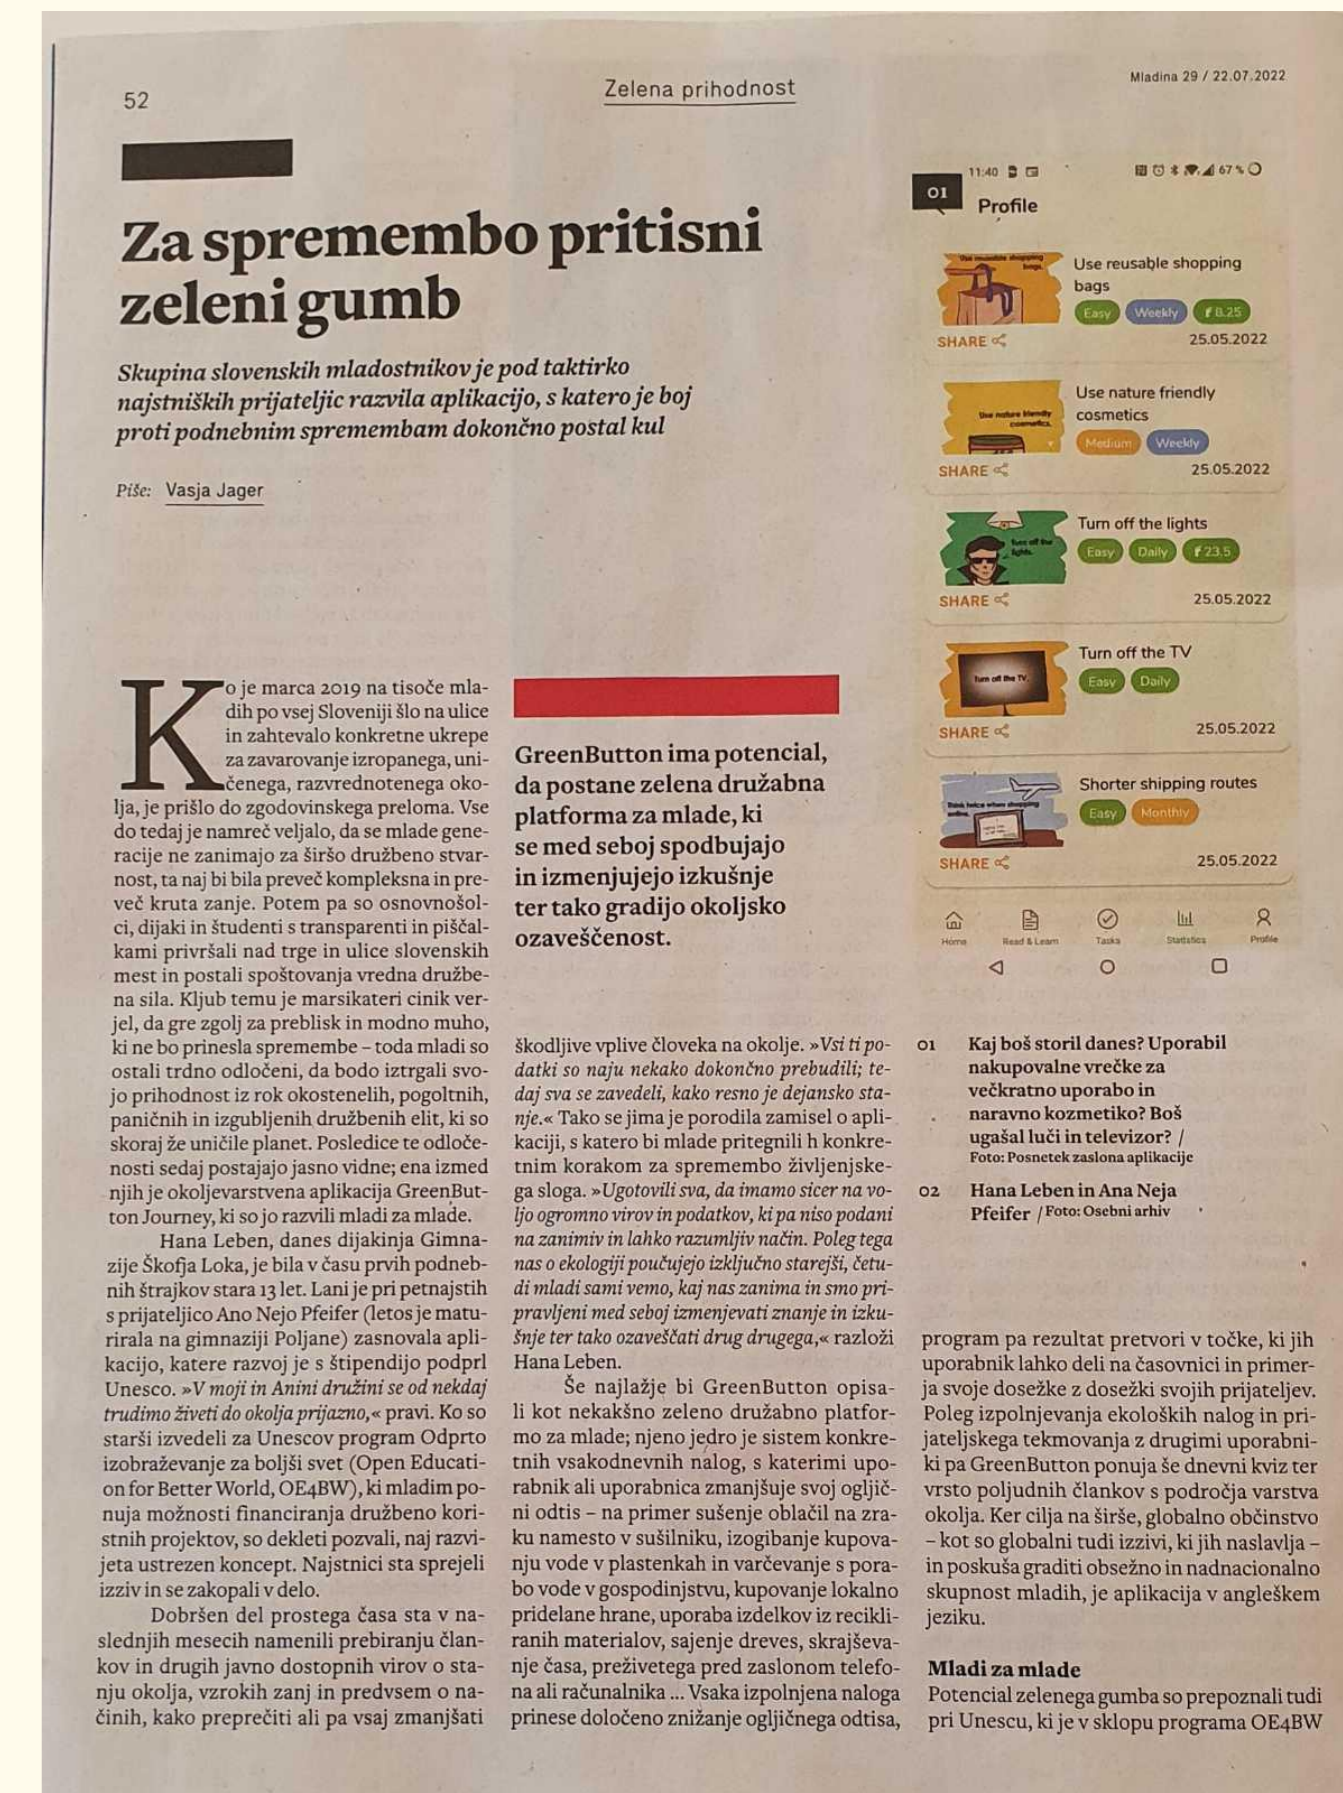 52
Zelena prihodnost
Mladina 29 / 22.07.2022
Za spremembo pritisni
zeleni gumb
Skupina slovenskih mladostnikov je pod taktirko
najstniških prijateljic razvila aplikacijo, s katero je boj
proti podnebnim spremembam dokončno postal kul
Piše: Vasja Jager
Ko je marca 2019 na tisoče mla-
dih po vsej Sloveniji šlo na ulice
in zahtevalo konkretne ukrepe
za zavarovanje izropanega, uni-
čenega, razvrednotenega oko-
lja, je prišlo do zgodovinskega preloma. Vse
do tedaj je namreč veljalo, da se mlade gene-
racije ne zanimajo za širšo družbeno stvar-
nost, ta naj bi bila preveč kompleksna in pre-
več kruta zanje. Potem pa so osnovnošol-
ci, dijaki in študenti s transparenti in piščal-
kami privršali nad trge in ulice slovenskih
mest in postali spoštovanja vredna družbe-
na sila. Kljub temu je marsikateri cinik ver-
jel, da gre zgolj za preblisk in modno muho,
ki ne bo prinesla spremembe – toda mladi so
ostali trdno odločeni, da bodo iztrgali svo-
jo prihodnost iz rok okostenelih, pogoltnih,
paničnih in izgubljenih družbenih elit, ki so
skoraj že uničile planet. Posledice te odloče-
nosti sedaj postajajo jasno vidne; ena izmed
njih je okoljevarstvena aplikacija GreenBut-
ton Journey, ki so jo razvili mladi za mlade.
Hana Leben, danes dijakinja Gimna-
zije Škofja Loka, je bila v času prvih podneb-
nih štrajkov stara 13 let. Lani je pri petnajstih
s prijateljico Ano Nejo Pfeifer (letos je matu-
rirala na gimnaziji Poljane) zasnovala apli-
kacijo, katere razvoj je s štipendijo podprl
Unesco. »V moji in Anini družini se od nekdaj
trudimo živeti do okolja prijazno,« pravi. Ko so
starši izvedeli za Unescov program Odprto
izobraževanje za boljši svet (Open Educati-
on for Better World, OE4BW), ki mladim po-
nuja možnosti financiranja družbeno kori-
stnih projektov, so dekleti pozvali, naj razvi-
jeta ustrezen koncept. Najstnici sta sprejeli
izziv in se zakopali v delo.
Dobršen del prostega časa sta v na-
slednjih mesecih namenili prebiranju član-
kov in drugih javno dostopnih virov o sta-
nju okolja, vzrokih zanj in predvsem o na-
činih, kako preprečiti ali pa vsaj zmanjšati
GreenButton ima potencial,
da postane zelena družabna
platforma za mlade, ki
se med seboj spodbujajo
in izmenjujejo izkušnje
ter tako gradijo okoljsko
ozaveščenost.
škodljive vplive človeka na okolje. »Vsi ti po-
datki so naju nekako dokončno prebudili; te-
daj sva se zavedeli, kako resno je dejansko sta-
nje.« Tako se jima je porodila zamisel o apli-
kaciji, s katero bi mlade pritegnili h konkre-
tnim korakom za spremembo življenjske-
ga sloga. »Ugotovili sva, da imamo sicer na vo-
ljo ogromno virov in podatkov, ki pa niso podani
na zanimiv in lahko razumljiv način. Poleg tega
nas o ekologiji poučujejo izključno starejši, četu-
di mladi sami vemo, kaj nas zanima in smo pri-
pravljeni med seboj izmenjevati znanje in izku-
šnje ter tako ozaveščati drug drugega,« razloži
Hana Leben.
Še najlažje bi GreenButton opisa-
li kot nekakšno zeleno družabno platfor-
mo za mlade; njeno jedro je sistem konkre-
tnih vsakodnevnih nalog, s katerimi upo-
rabnik ali uporabnica zmanjšuje svoj ogljič-
ni odtis – na primer sušenje oblačil na zra-
ku namesto v sušilniku, izogibanje kupova-
nju vode v plastenkah in varčevanje s pora-
bo vode v gospodinjstvu, kupovanje lokalno
pridelane hrane, uporaba izdelkov iz recikli-
ranih materialov, sajenje dreves, skrajševa-
nje časa, preživetega pred zaslonom telefo-
na ali računalnika ... Vsaka izpolnjena naloga
prinese določeno znižanje ogljičnega odtisa,
01
11:40
67 %
Profile
Use reusable shopping bags.
Use reusable shopping
bags
Easy Weekly 8.25
SHARE 25.05.2022
Use nature friendly cosmetics.
Use nature friendly
cosmetics
Medium Weekly
SHARE 25.05.2022
Turn off the lights.
Turn off the lights
Easy Daily 23.5
SHARE 25.05.2022
Turn off the TV.
Turn off the TV
Easy Daily
SHARE 25.05.2022
Think twice when shopping online.
Shorter shipping routes
Easy Monthly
SHARE 25.05.2022
Home Read & Learn Tasks Statistics Profile
01 Kaj boš storil danes? Uporabil
nakupovalne vrečke za
večkratno uporabo in
naravno kozmetiko? Boš
ugašal luči in televizor? /
Foto: Posnetek zaslona aplikacije
02 Hana Leben in Ana Neja
Pfeifer / Foto: Osebni arhiv
program pa rezultat pretvori v točke, ki jih
uporabnik lahko deli na časovnici in primer-
ja svoje dosežke z dosežki svojih prijateljev.
Poleg izpolnjevanja ekoloških nalog in pri-
jateljskega tekmovanja z drugimi uporabni-
ki pa GreenButton ponuja še dnevni kviz ter
vrsto poljudnih člankov s področja varstva
okolja. Ker cilja na širše, globalno občinstvo
– kot so globalni tudi izzivi, ki jih naslavlja –
in poskuša graditi obsežno in nadnacionalno
skupnost mladih, je aplikacija v angleškem
jeziku.
Mladi za mlade
Potencial zelenega gumba so prepoznali tudi
pri Unescu, ki je v sklopu programa OE4BW